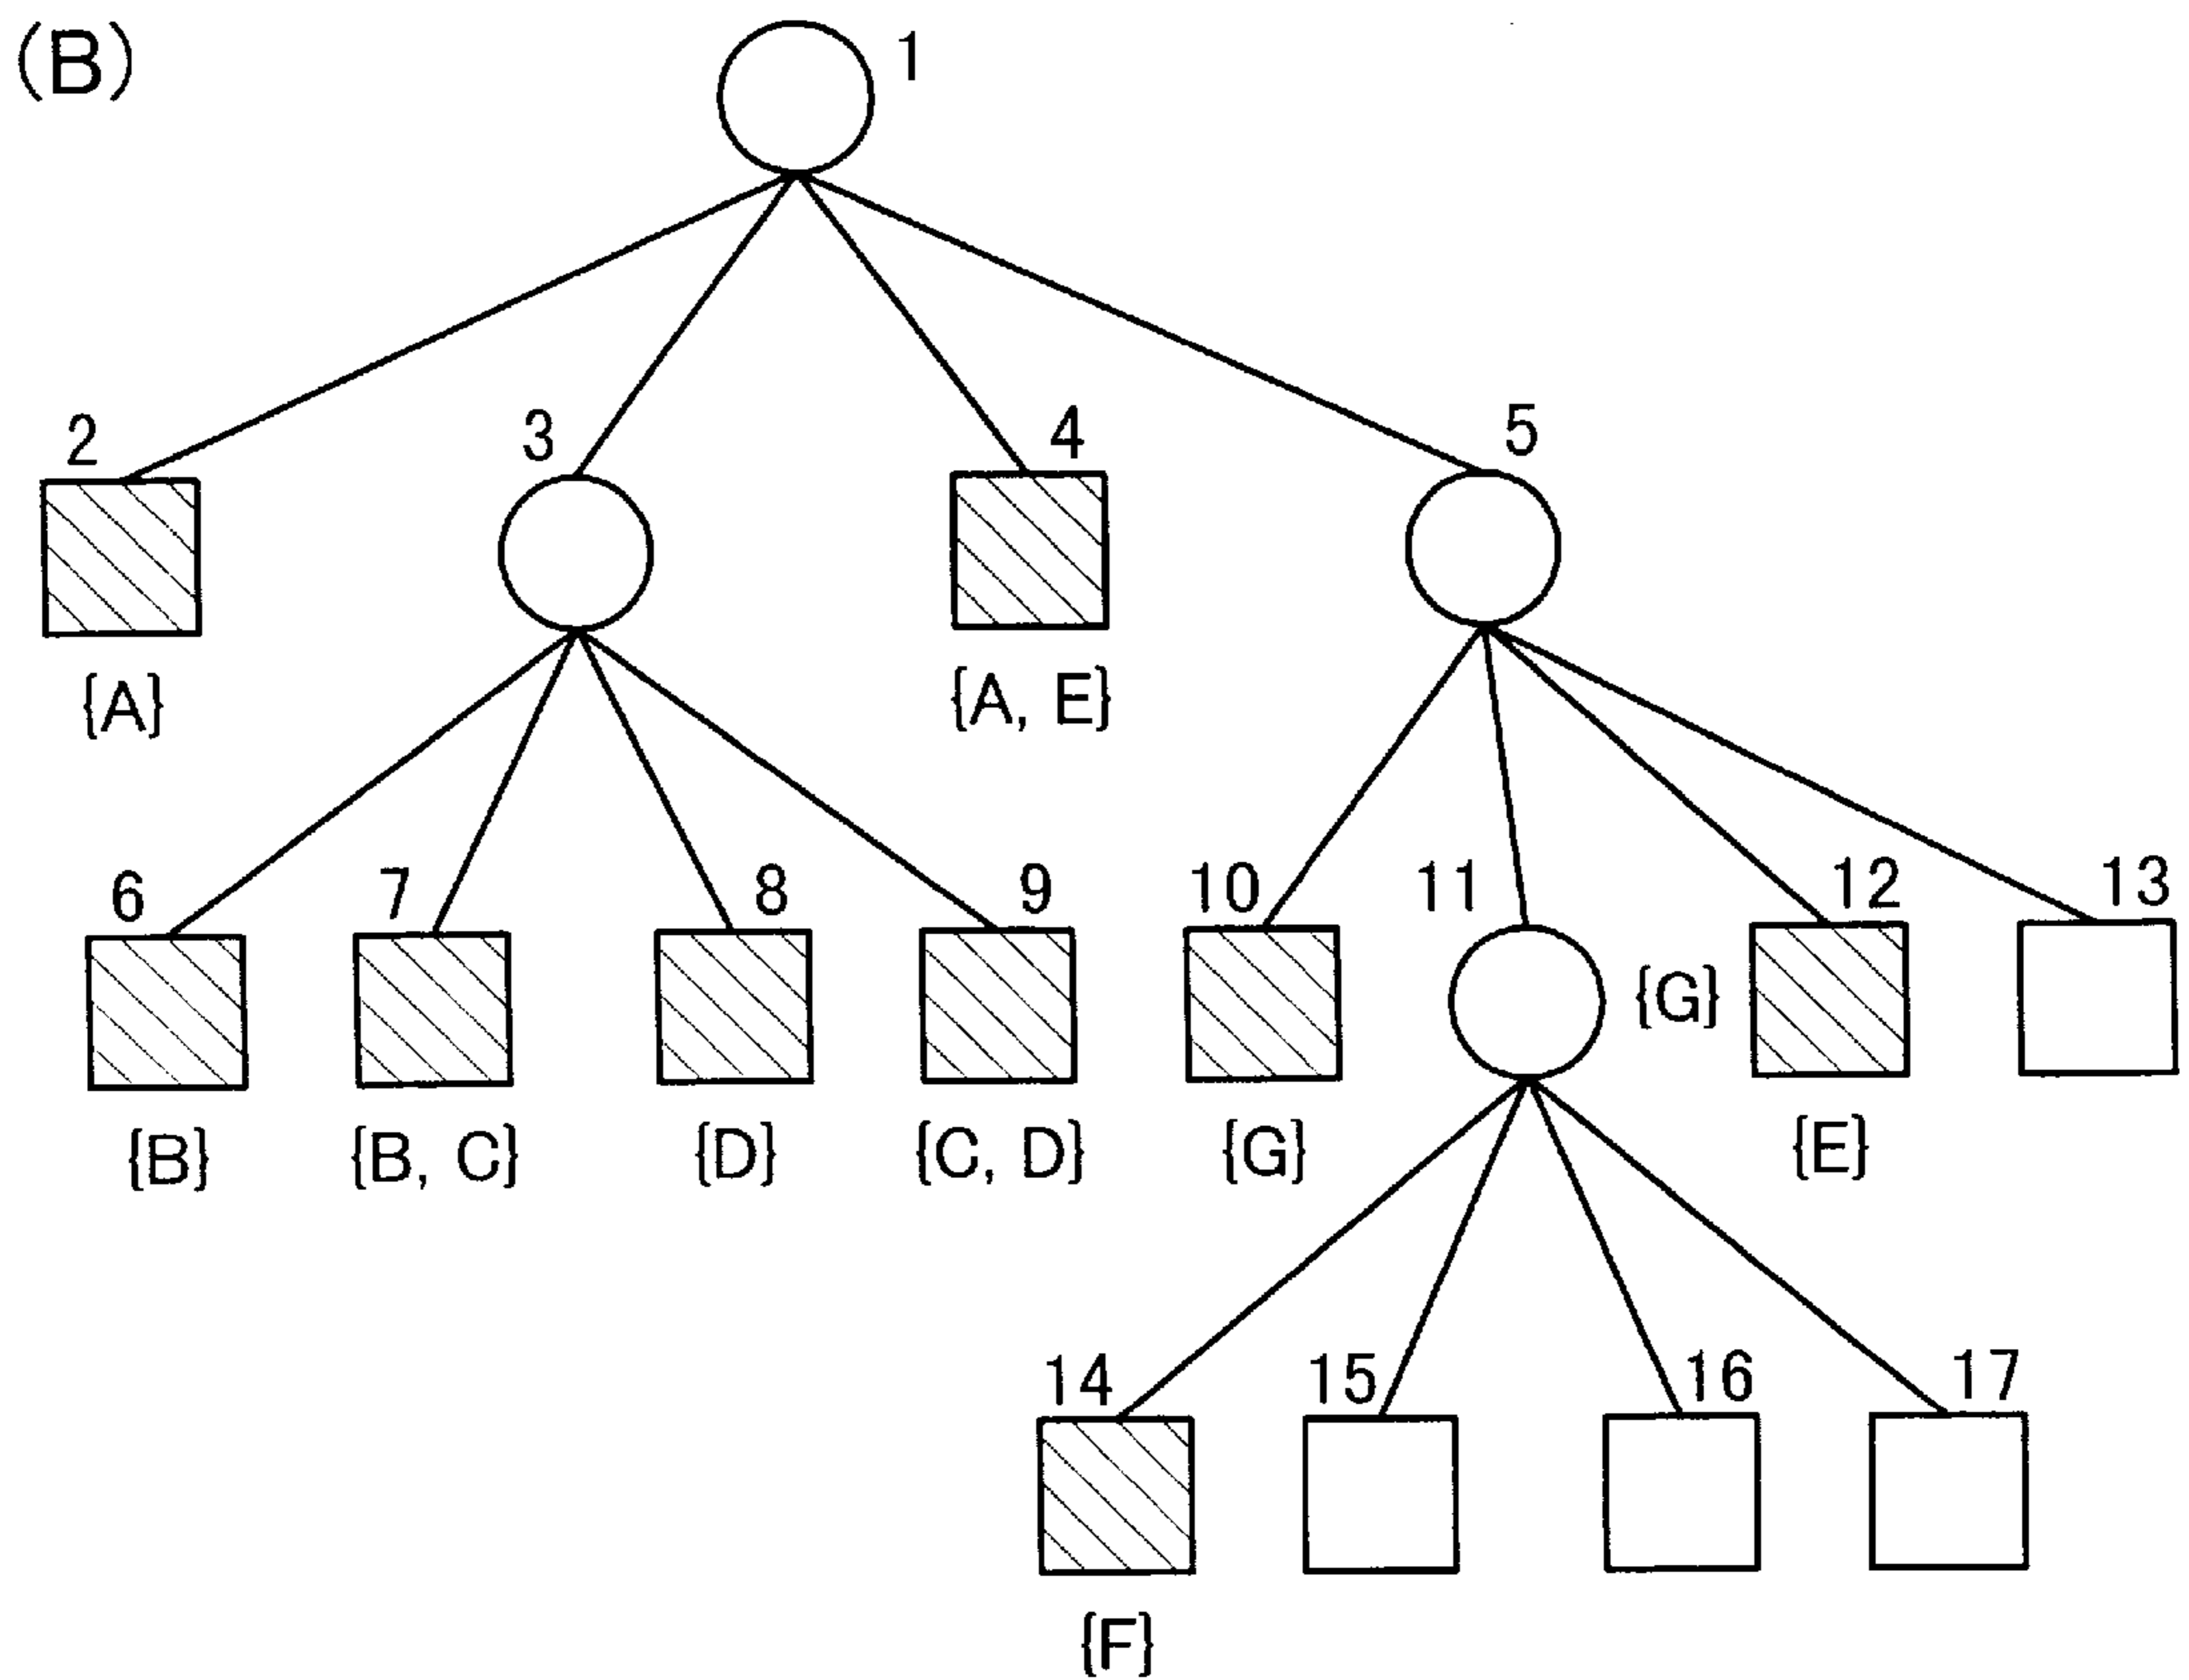 (B)
1
2 3 4 5
{A} {A, E}
6 7 8 9 10 11 12 13
{G}
{B} {B, C} {D} {C, D} {G} {E}
14 15 16 17
{F}